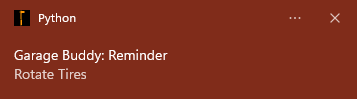 Python
Garage Buddy: Reminder
Rotate Tires